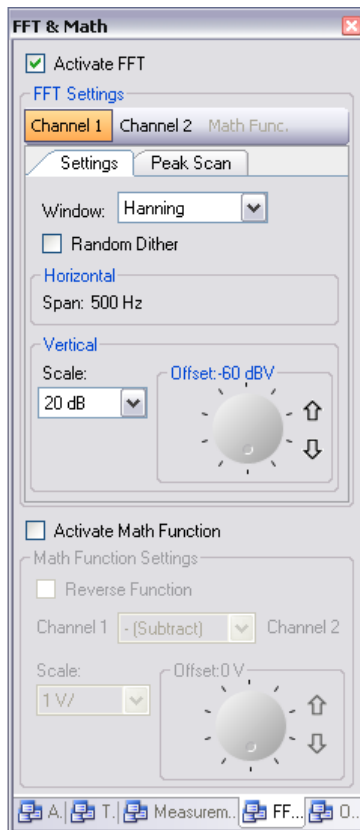 FFT & Math
Activate FFT
FFT Settings
Channel 1 Channel 2 Math Func.
Settings Peak Scan
Window: Hanning
Random Dither
Horizontal
Span: 500 Hz
Vertical
Scale: Offset:-60 dBV
20 dB
Activate Math Function
Math Function Settings
Reverse Function
Channel 1 - (Subtract) Channel 2
Scale: Offset:0 V
1 V/
A. T. Measurem.. FF... O..